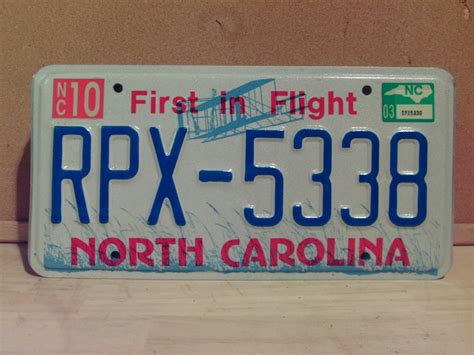 NC 10
First in Flight
NC
03
RPX-5338
NORTH CAROLINA